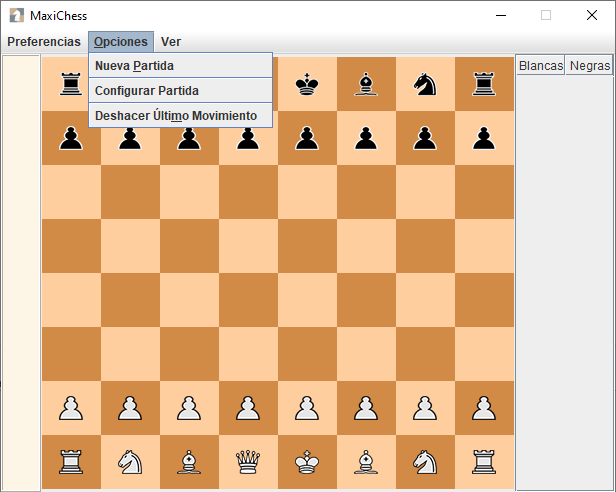 MaxiChess
Preferencias Opciones Ver
Nueva Partida
Configurar Partida
Deshacer Último Movimiento
Blancas Negras